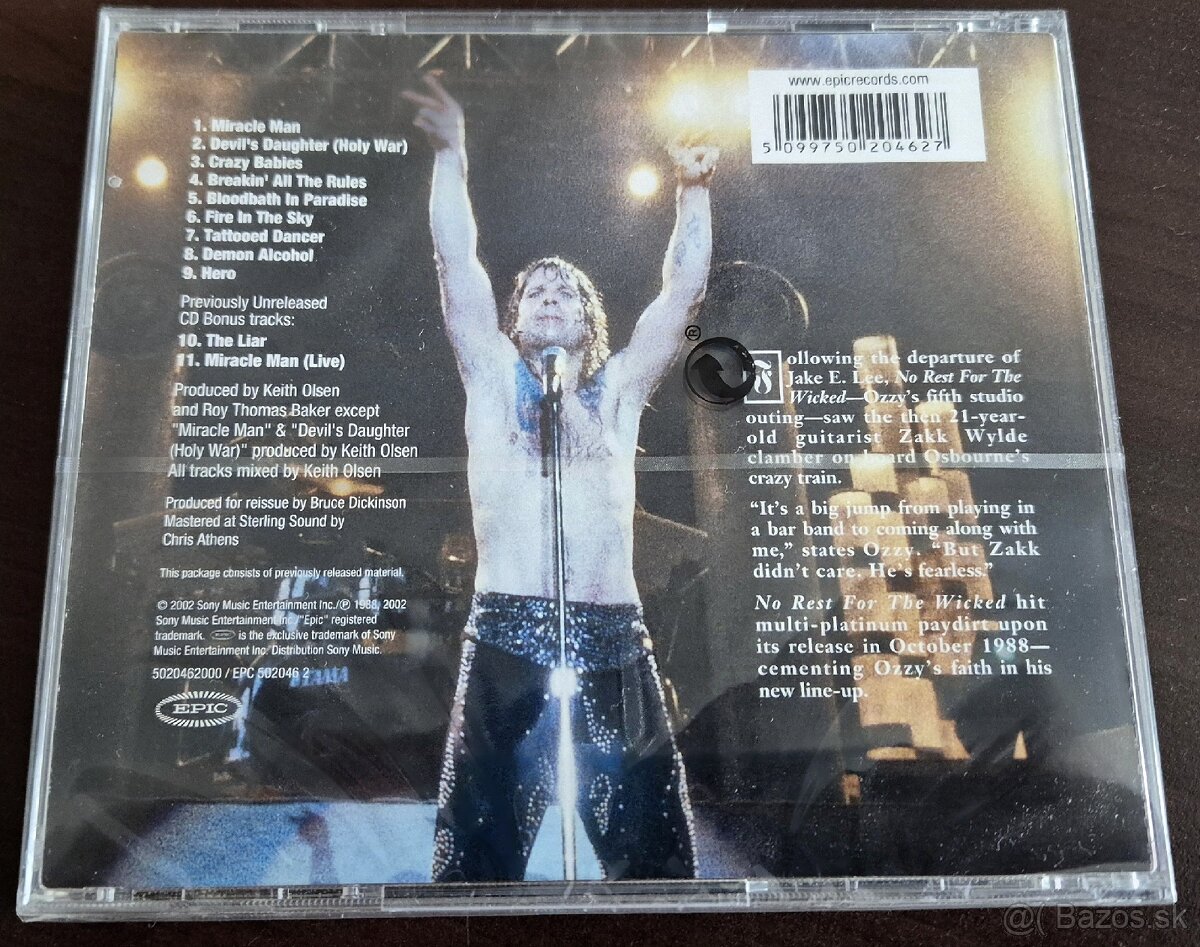 www.epicrecords.com
5 099750 204627
1. Miracle Man
2. Devil's Daughter (Holy War)
3. Crazy Babies
4. Breakin' All The Rules
5. Bloodbath In Paradise
6. Fire In The Sky
7. Tattooed Dancer
8. Demon Alcohol
9. Hero
Previously Unreleased
CD Bonus tracks:
10. The Liar
11. Miracle Man (Live)
Produced by Keith Olsen
and Roy Thomas Baker except
"Miracle Man" & "Devil's Daughter
(Holy War)" produced by Keith Olsen
All tracks mixed by Keith Olsen
Produced for reissue by Bruce Dickinson
Mastered at Sterling Sound by
Chris Athens
This package consists of previously released material.
© 2002 Sony Music Entertainment Inc./℗ 1988, 2002
Sony Music Entertainment Inc./"Epic" registered
trademark. EPIC is the exclusive trademark of Sony
Music Entertainment Inc. Distribution Sony Music.
5020462000 / EPC 502046 2
EPIC
TAMA
®
Following the departure of
Jake E. Lee, No Rest For The
Wicked—Ozzy's fifth studio
outing—saw the then 21-year-
old guitarist Zakk Wylde
clamber on board Osbourne's
crazy train.
"It's a big jump from playing in
a bar band to coming along with
me," states Ozzy. "But Zakk
didn't care. He's fearless."
No Rest For The Wicked hit
multi-platinum paydirt upon
its release in October 1988—
cementing Ozzy's faith in his
new line-up.
@( Bazos.sk